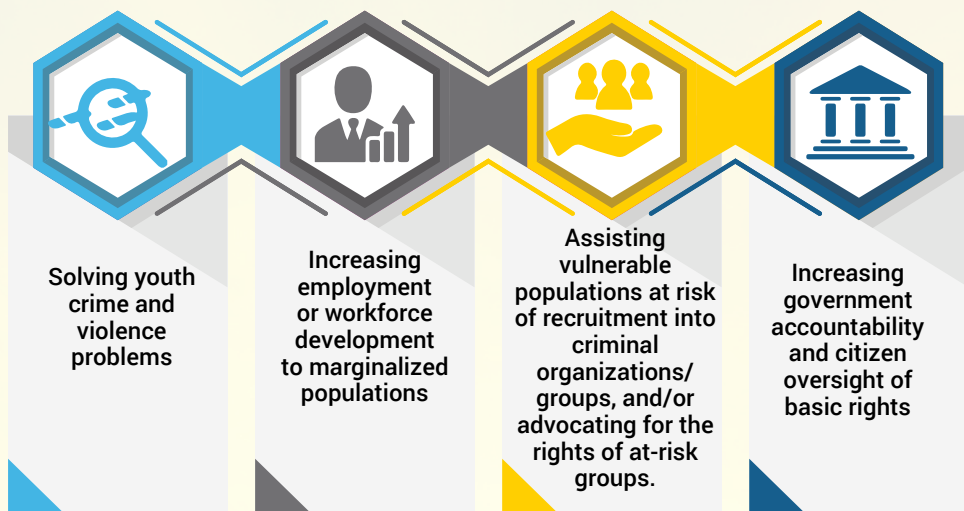 Solving youth
crime and
violence
problems
Increasing
employment
or workforce
development
to marginalized
populations
Assisting
vulnerable
populations at risk
of recruitment into
criminal
organizations/
groups, and/or
advocating for the
rights of at-risk
groups.
Increasing
government
accountability
and citizen
oversight of
basic rights